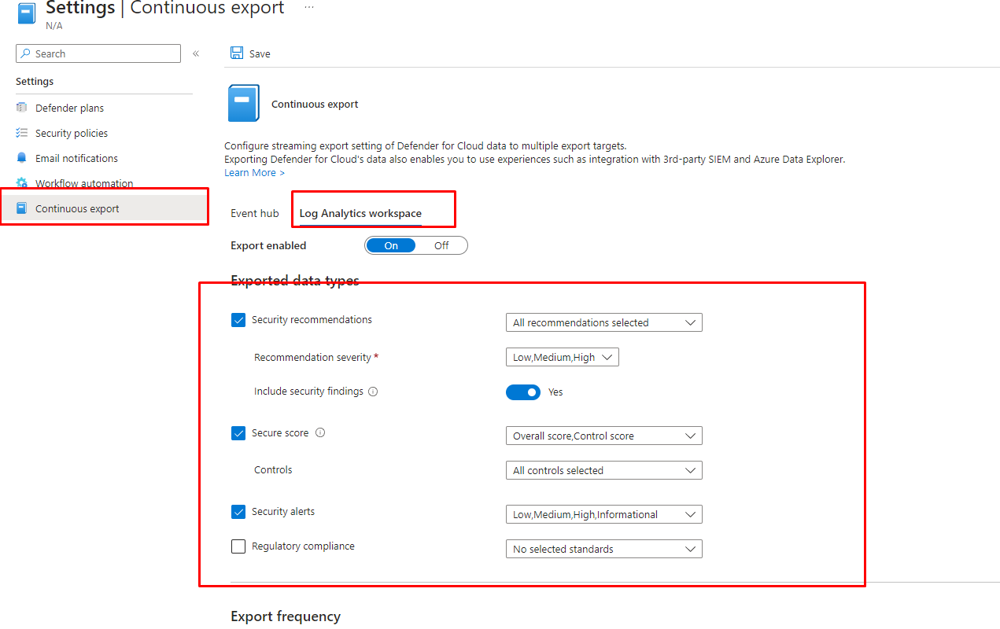 Settings | Continuous export ...
N/A
Search «
Save
Settings
Defender plans
Security policies
Email notifications
Workflow automation
Continuous export
Continuous export
Configure streaming export setting of Defender for Cloud data to multiple export targets.
Exporting Defender for Cloud's data also enables you to use experiences such as integration with 3rd-party SIEM and Azure Data Explorer.
Learn More >
Event hub Log Analytics workspace
Export enabled On Off
Exported data types
Security recommendations All recommendations selected
Recommendation severity * Low,Medium,High
Include security findings Yes
Secure score Overall score,Control score
Controls All controls selected
Security alerts Low,Medium,High,Informational
Regulatory compliance No selected standards
Export frequency